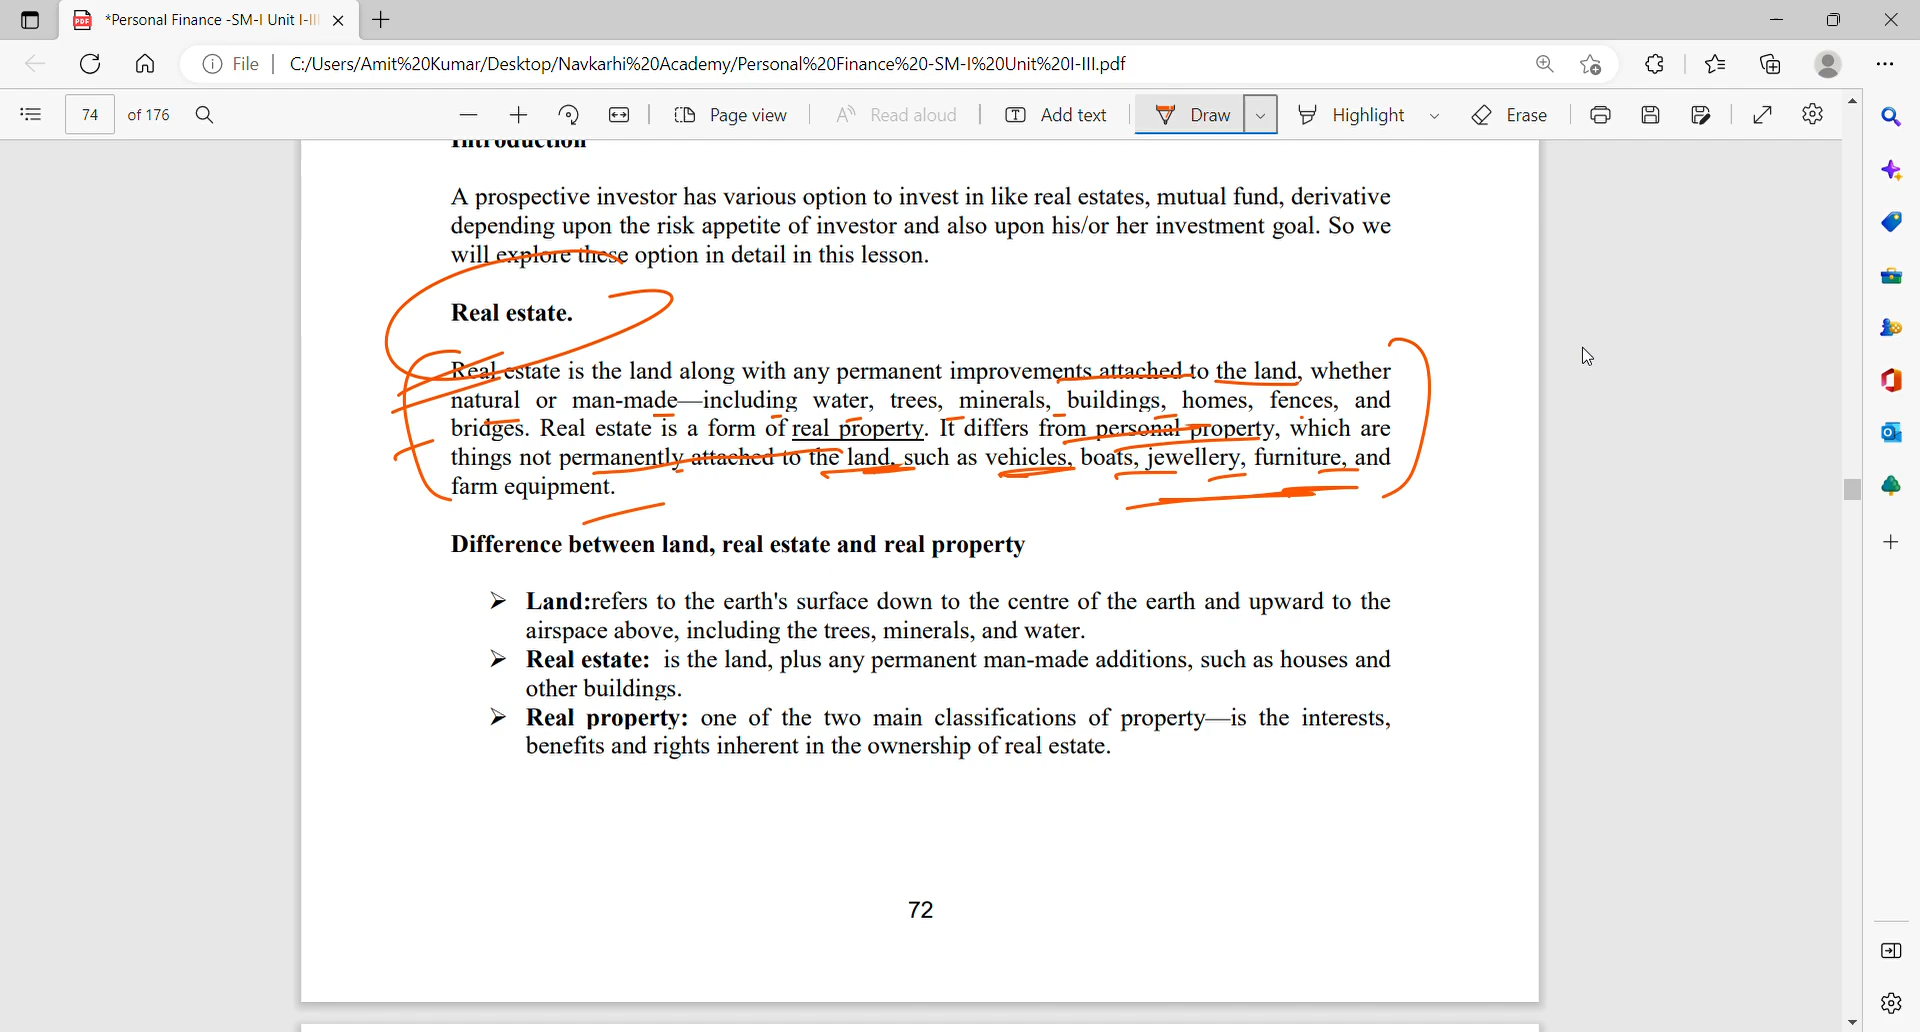 *Personal Finance -SM-I Unit I-III
File
C:/Users/Amit%20Kumar/Desktop/Navkarhi%20Academy/Personal%20Finance%20-SM-I%20Unit%20I-III.pdf
74 of 176
Page view
Read aloud
Add text
Draw
Highlight
Erase
Introduction
A prospective investor has various option to invest in like real estates, mutual fund, derivative
depending upon the risk appetite of investor and also upon his/or her investment goal. So we
will explore these option in detail in this lesson.
Real estate.
Real estate is the land along with any permanent improvements attached to the land, whether
natural or man-made—including water, trees, minerals, buildings, homes, fences, and
bridges. Real estate is a form of real property. It differs from personal property, which are
things not permanently attached to the land, such as vehicles, boats, jewellery, furniture, and
farm equipment.
Difference between land, real estate and real property
➢ Land:refers to the earth's surface down to the centre of the earth and upward to the
airspace above, including the trees, minerals, and water.
➢ Real estate: is the land, plus any permanent man-made additions, such as houses and
other buildings.
➢ Real property: one of the two main classifications of property—is the interests,
benefits and rights inherent in the ownership of real estate.
72